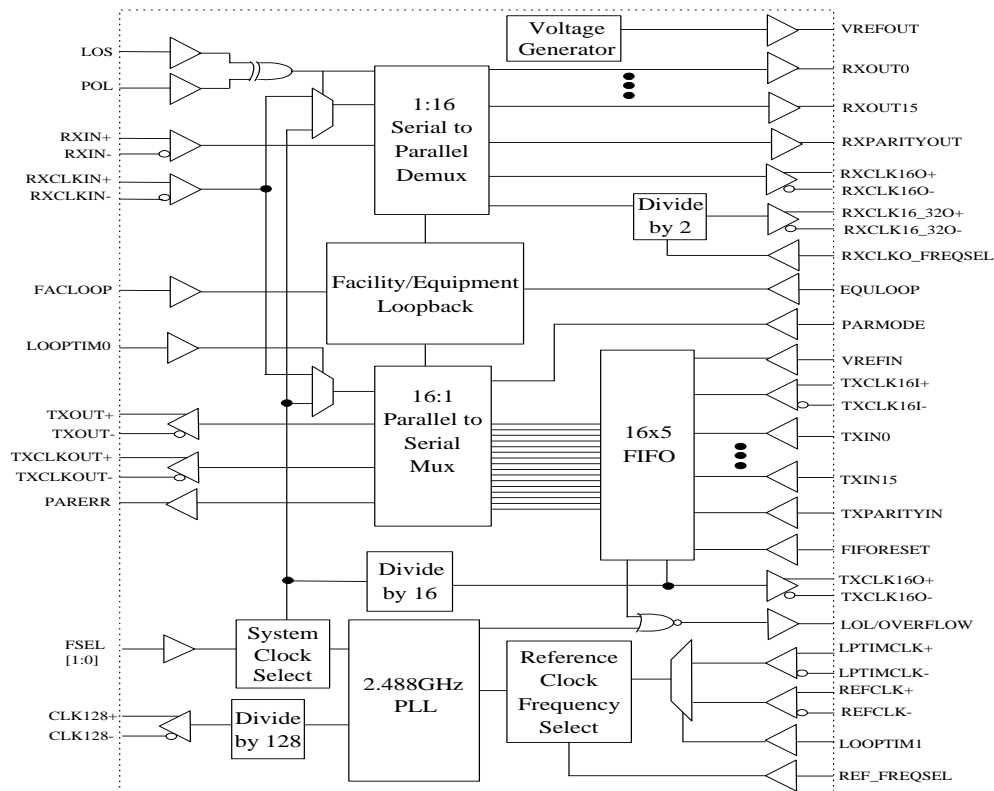 LOS
POL
RXIN+
RXIN-
RXCLKIN+
RXCLKIN-
FACLOOP
LOOPTIM0
TXOUT+
TXOUT-
TXCLKOUT+
TXCLKOUT-
PARERR
FSEL
[1:0]
CLK128+
CLK128-
Voltage
Generator
1:16
Serial to
Parallel
Demux
Divide
by 2
Facility/Equipment
Loopback
16:1
Parallel to
Serial
Mux
16x5
FIFO
Divide
by 16
System
Clock
Select
2.488GHz
PLL
Reference
Clock
Frequency
Select
Divide
by 128
VREFOUT
RXOUT0
RXOUT15
RXPARITYOUT
RXCLK16O+
RXCLK16O-
RXCLK16_32O+
RXCLK16_32O-
RXCLKO_FREQSEL
EQULOOP
PARMODE
VREFIN
TXCLK16I+
TXCLK16I-
TXIN0
TXIN15
TXPARITYIN
FIFORESET
TXCLK16O+
TXCLK16O-
LOL/OVERFLOW
LPTIMCLK+
LPTIMCLK-
REFCLK+
REFCLK-
LOOPTIM1
REF_FREQSEL